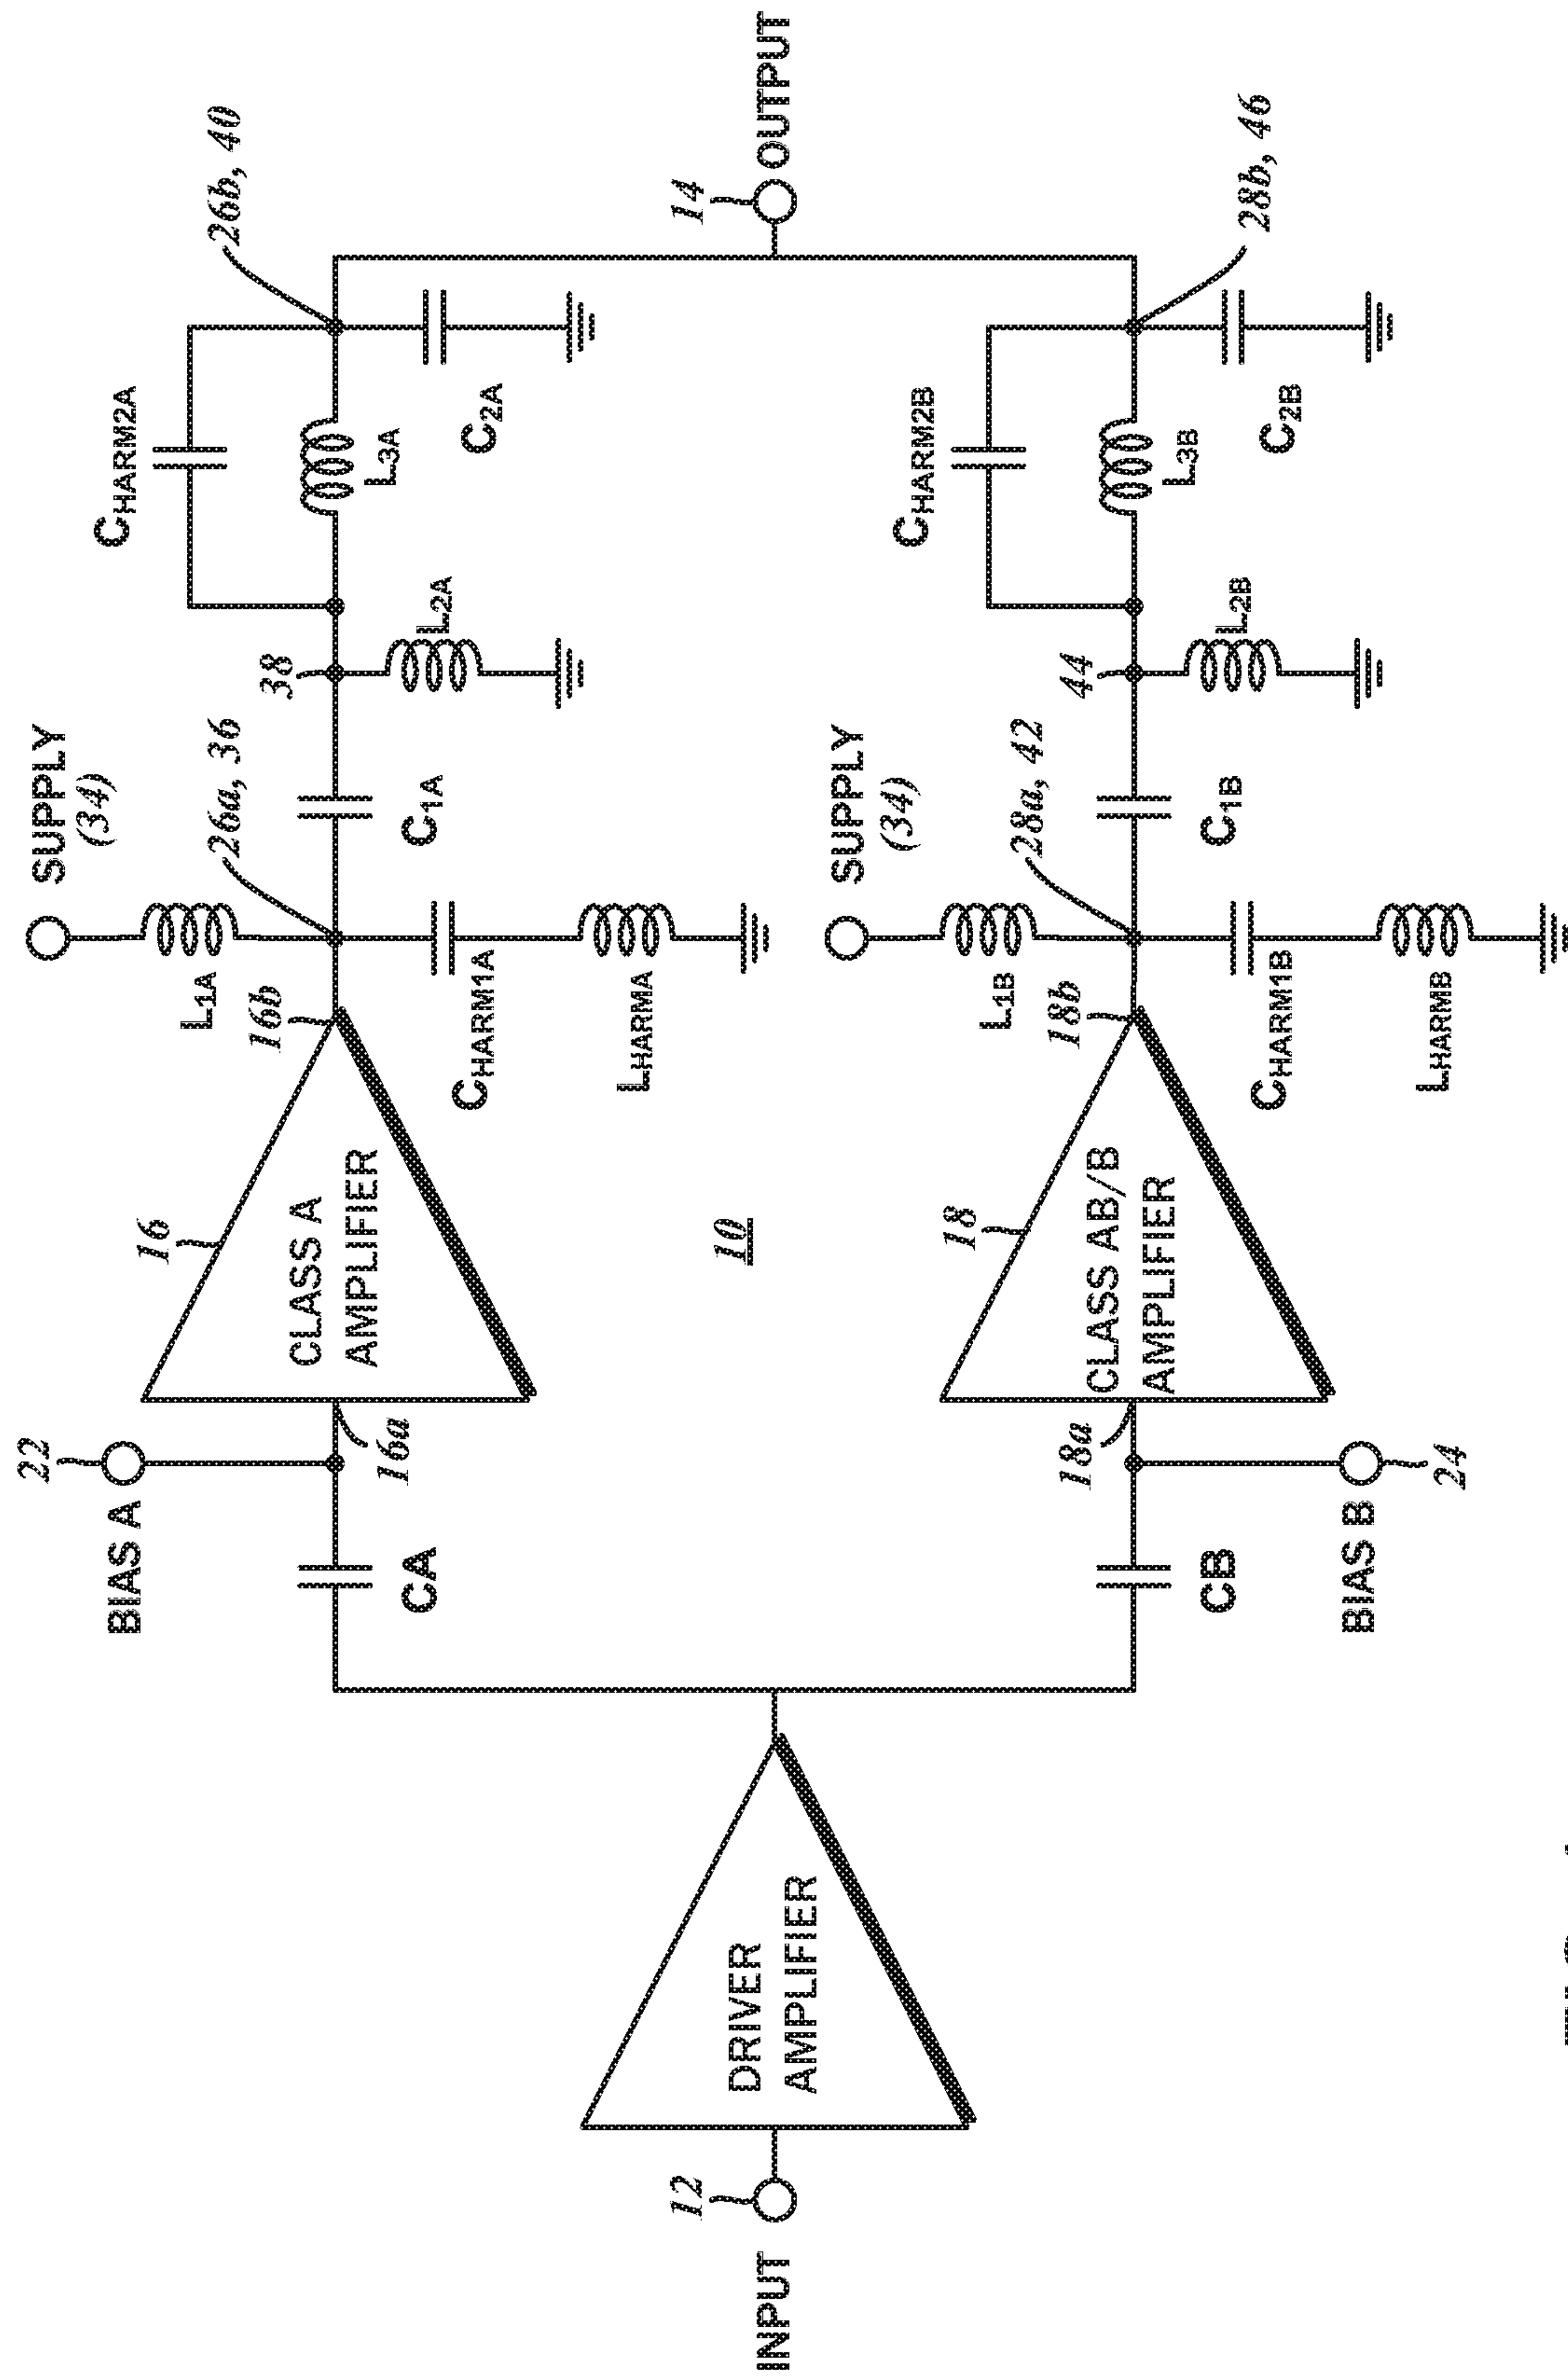 SUPPLY
(34)
22
BIAS A
16
L1A
16b
26a, 36
38
CHARM2A
26b, 40
CLASS A
AMPLIFIER
16a
CA
CHARM1A
LHARMA
C1A
L2A
L3A
C2A
INPUT
12
DRIVER
AMPLIFIER
10
14
OUTPUT
SUPPLY
(34)
18
L1B
18b
28a, 42
44
CHARM2B
28b, 46
18a
CLASS AB/B
AMPLIFIER
CB
BIAS B
24
CHARM1B
LHARMB
C1B
L2B
L3B
C2B